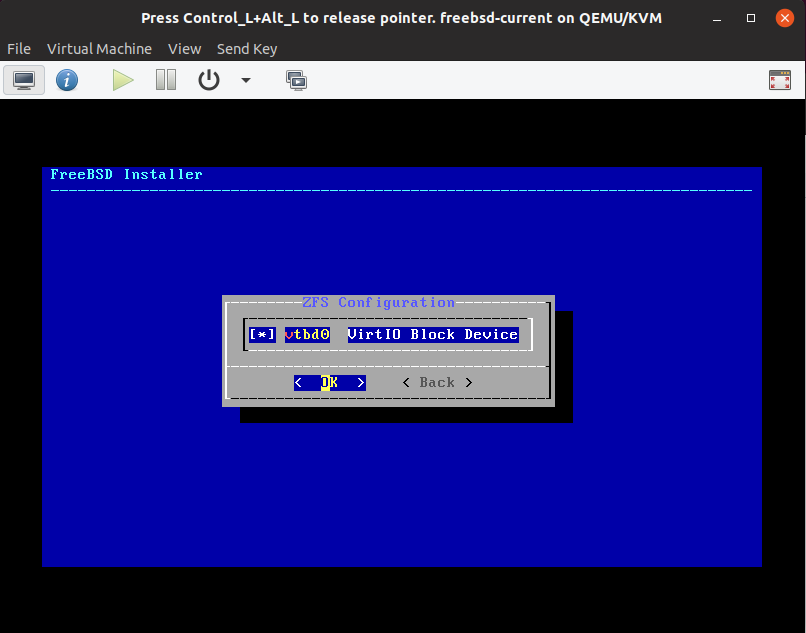 Press Control_L+Alt_L to release pointer. freebsd-current on QEMU/KVM
File Virtual Machine View Send Key
FreeBSD Installer
ZFS Configuration
[*] vtbd0 VirtIO Block Device
< OK > < Back >